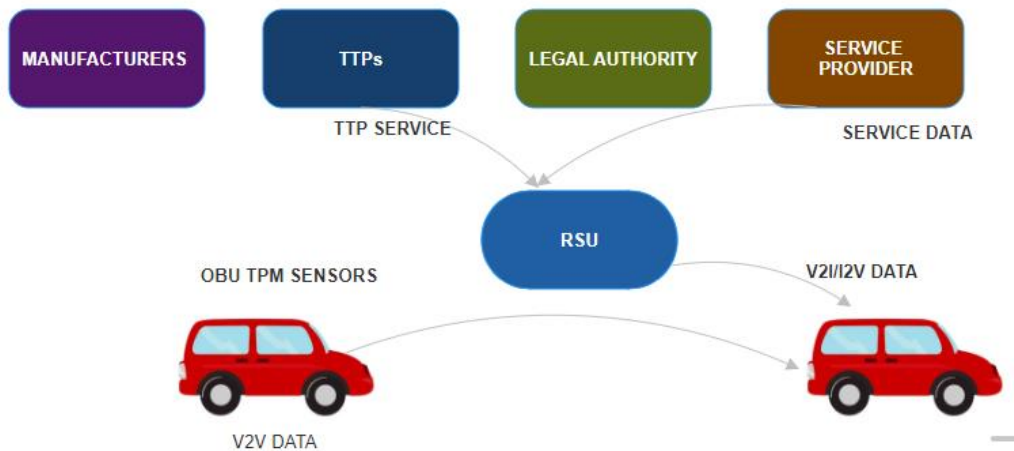 MANUFACTURERS
TTPs
LEGAL AUTHORITY
SERVICE
PROVIDER
TTP SERVICE
SERVICE DATA
RSU
OBU TPM SENSORS
V2I/I2V DATA
V2V DATA